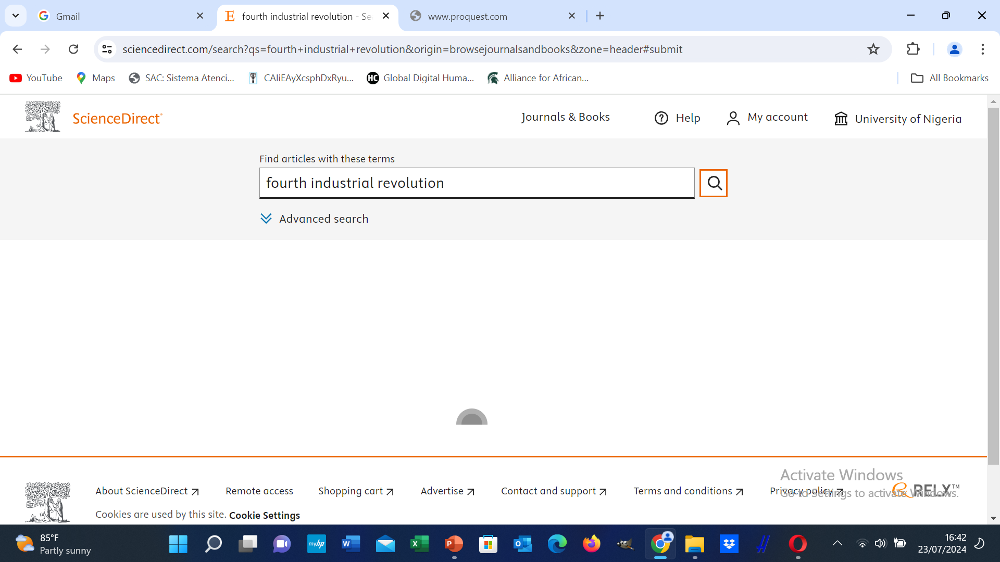 Gmail
fourth industrial revolution - Se
www.proquest.com
sciencedirect.com/search?qs=fourth+industrial+revolution&origin=browsejournalsandbooks&zone=header#submit
YouTube
Maps
SAC: Sistema Atenci...
CAliEAyXcsphDxRyu...
HC Global Digital Huma...
Alliance for African...
All Bookmarks
ScienceDirect
Journals & Books
Help
My account
University of Nigeria
Find articles with these terms
fourth industrial revolution
Advanced search
Activate Windows
Go to Settings to activate Windows.
About ScienceDirect
Remote access
Shopping cart
Advertise
Contact and support
Terms and conditions
Privacy policy
RELX™
Cookies are used by this site. Cookie Settings
85°F
Partly sunny
myhp
16:42
23/07/2024